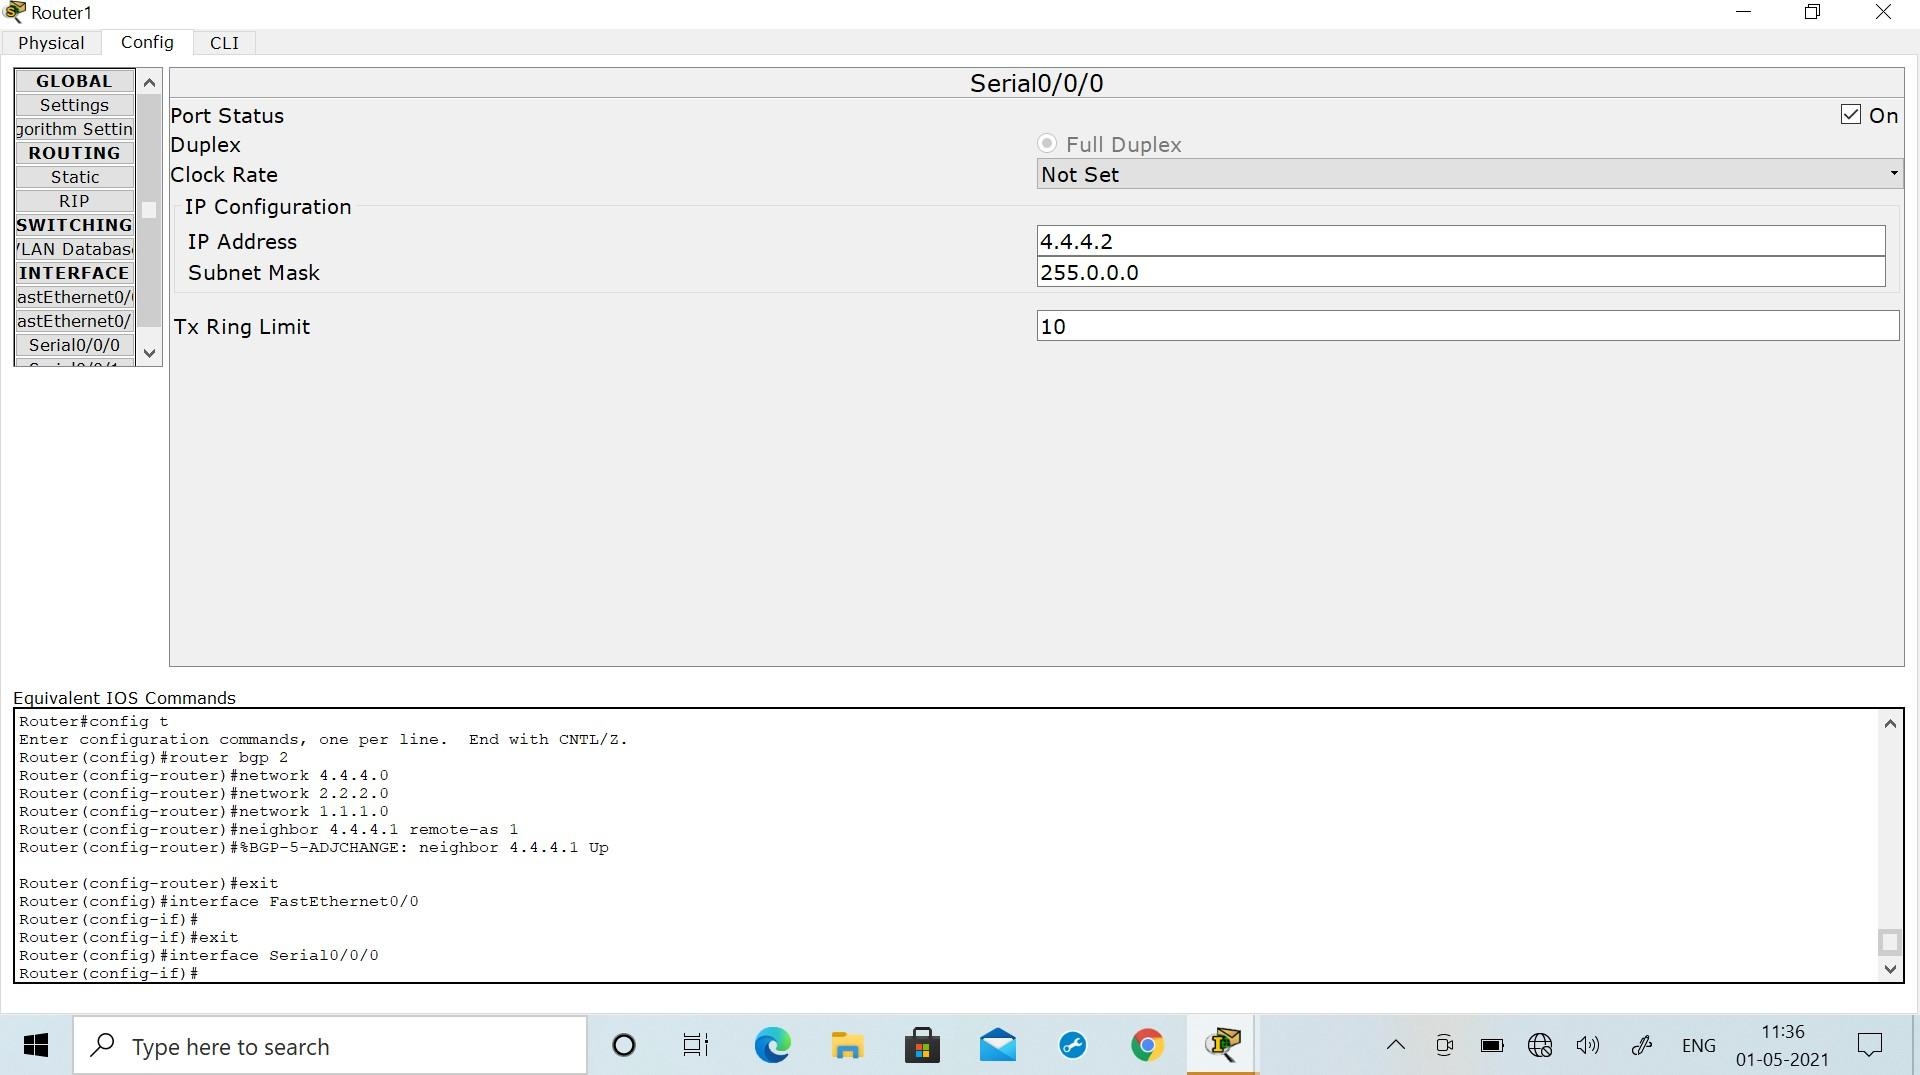 Router1
Physical
Config
CLI
GLOBAL
Settings
gorithm Settin
ROUTING
Static
RIP
SWITCHING
LAN Databas
INTERFACE
astEthernet0/
astEthernet0/
Serial0/0/0
Serial0/0/0
Port Status
On
Duplex
Full Duplex
Clock Rate
Not Set
IP Configuration
IP Address
4.4.4.2
Subnet Mask
255.0.0.0
Tx Ring Limit
10
Equivalent IOS Commands
Router#config t
Enter configuration commands, one per line.  End with CNTL/Z.
Router(config)#router bgp 2
Router(config-router)#network 4.4.4.0
Router(config-router)#network 2.2.2.0
Router(config-router)#network 1.1.1.0
Router(config-router)#neighbor 4.4.4.1 remote-as 1
Router(config-router)#%BGP-5-ADJCHANGE: neighbor 4.4.4.1 Up
Router(config-router)#exit
Router(config)#interface FastEthernet0/0
Router(config-if)#
Router(config-if)#exit
Router(config)#interface Serial0/0/0
Router(config-if)#
Type here to search
ENG
11:36
01-05-2021